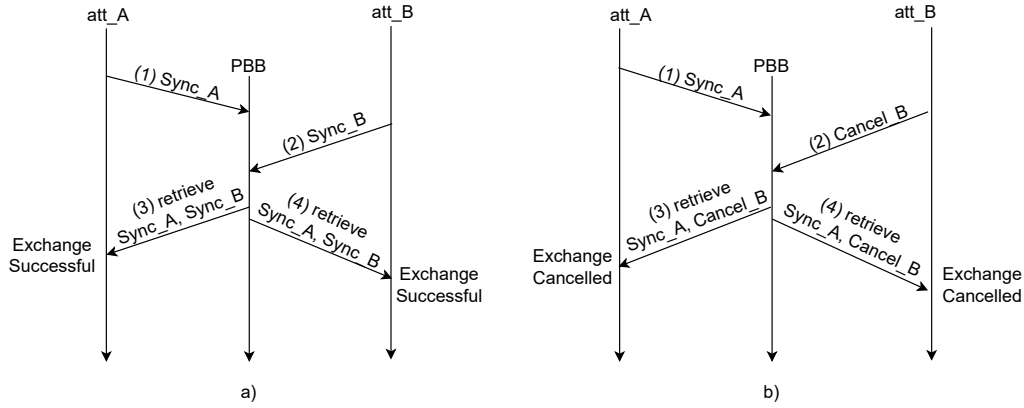 att_A
att_B
PBB
(1) Sync_A
(2) Sync_B
(3) retrieve
Sync_A, Sync_B
(4) retrieve
Sync_A, Sync_B
Exchange
Successful
Exchange
Successful
a)
att_A
att_B
PBB
(1) Sync_A
(2) Cancel_B
(3) retrieve
Sync_A, Cancel_B
(4) retrieve
Sync_A, Cancel_B
Exchange
Cancelled
Exchange
Cancelled
b)